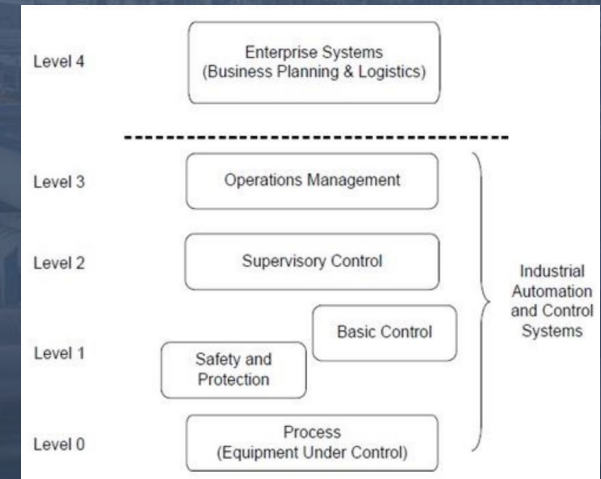 Level 4
Enterprise Systems
(Business Planning & Logistics)
Level 3
Operations Management
Level 2
Supervisory Control
Industrial
Automation
and Control
Systems
Level 1
Basic Control
Safety and
Protection
Level 0
Process
(Equipment Under Control)